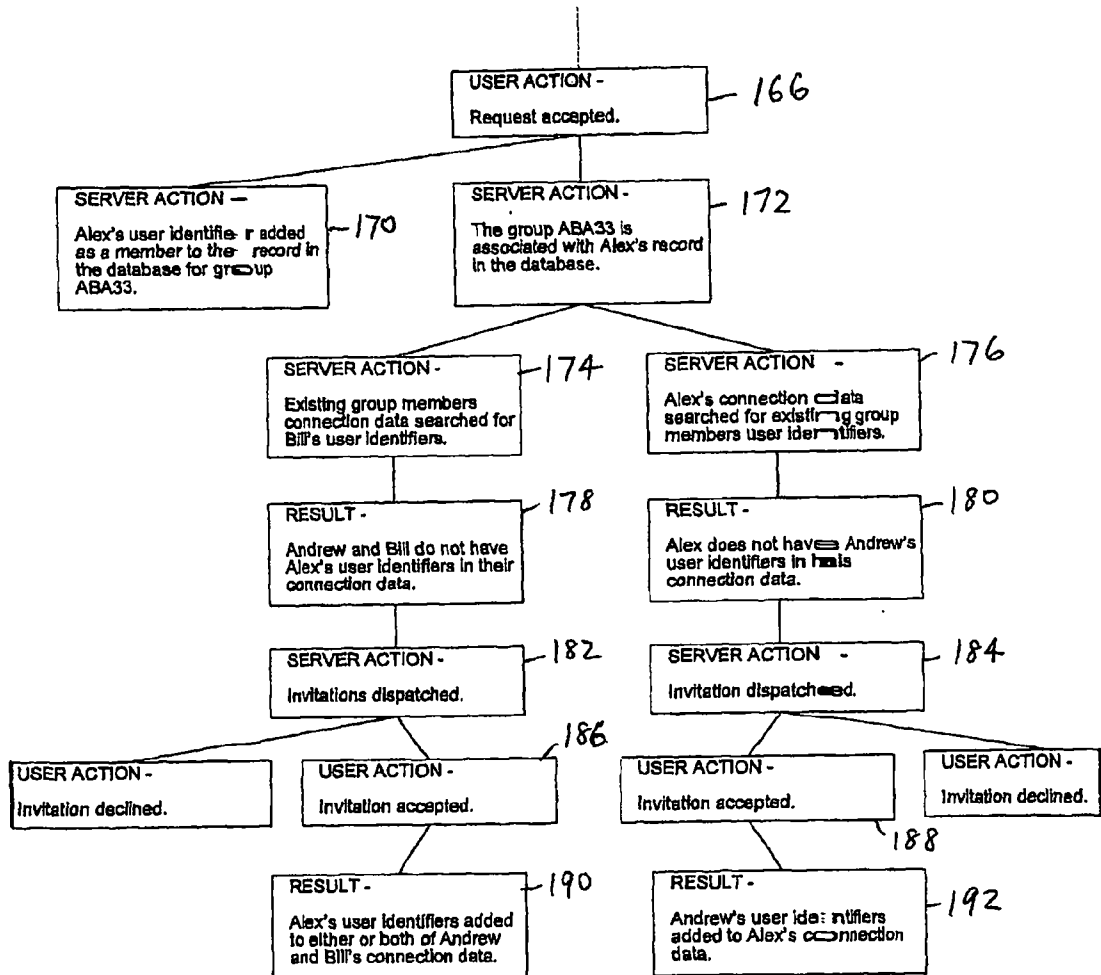 USER ACTION -
Request accepted.
166
SERVER ACTION —
Alex's user identifier added
as a member to the record in
the database for group
ABA33.
170
SERVER ACTION -
The group ABA33 is
associated with Alex's record
in the database.
172
SERVER ACTION -
Existing group members
connection data searched for
Bill's user identifiers.
174
SERVER ACTION -
Alex's connection data
searched for existing group
members user identifiers.
176
RESULT -
Andrew and Bill do not have
Alex's user identifiers in their
connection data.
178
RESULT -
Alex does not have Andrew's
user identifiers in his
connection data.
180
SERVER ACTION -
Invitations dispatched.
182
SERVER ACTION -
Invitation dispatched.
184
USER ACTION -
Invitation declined.
USER ACTION -
Invitation accepted.
186
USER ACTION -
Invitation accepted.
188
USER ACTION -
Invitation declined.
RESULT -
Alex's user identifiers added
to either or both of Andrew
and Bill's connection data.
190
RESULT -
Andrew's user identifiers
added to Alex's connection
data.
192